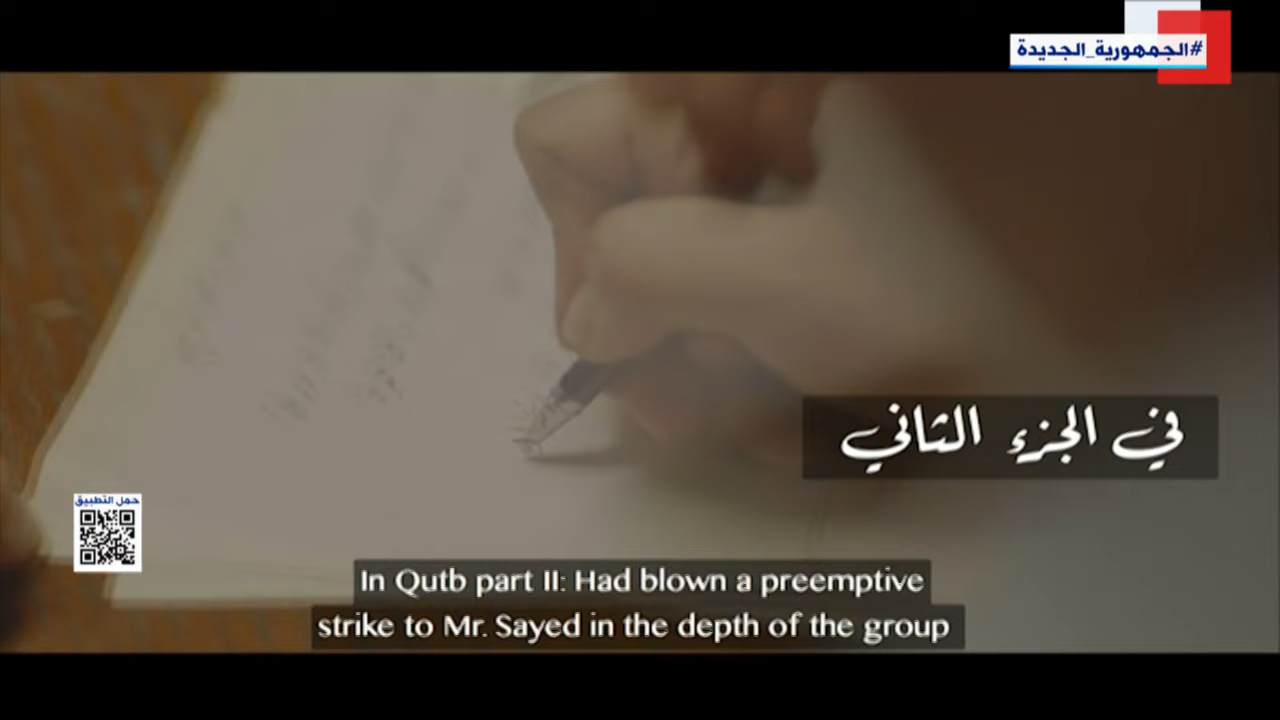 #الجمهورية_الجديدة
في الجزء الثاني
حمل التطبيق
In Qutb part II: Had blown a preemptive
strike to Mr. Sayed in the depth of the group